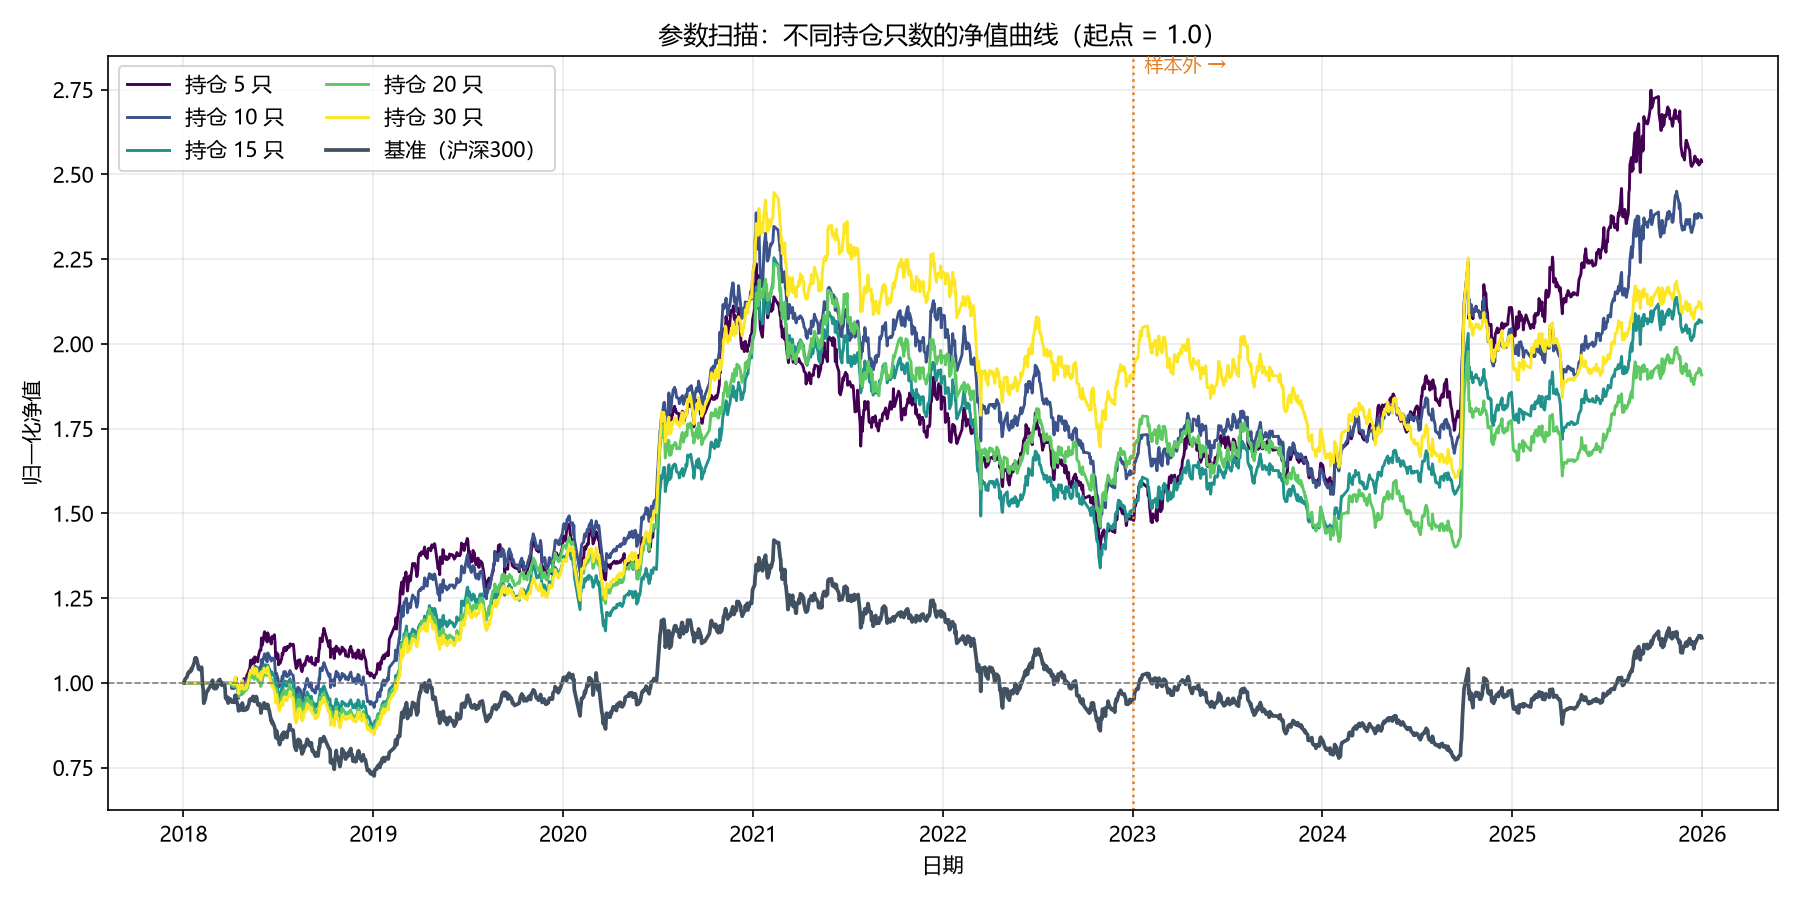 参数扫描：不同持仓只数的净值曲线（起点 = 1.0）
样本外 →
持仓 5 只
持仓 10 只
持仓 15 只
持仓 20 只
持仓 30 只
基准（沪深300）
归一化净值
2.75
2.50
2.25
2.00
1.75
1.50
1.25
1.00
0.75
2018 2019 2020 2021 2022 2023 2024 2025 2026
日期